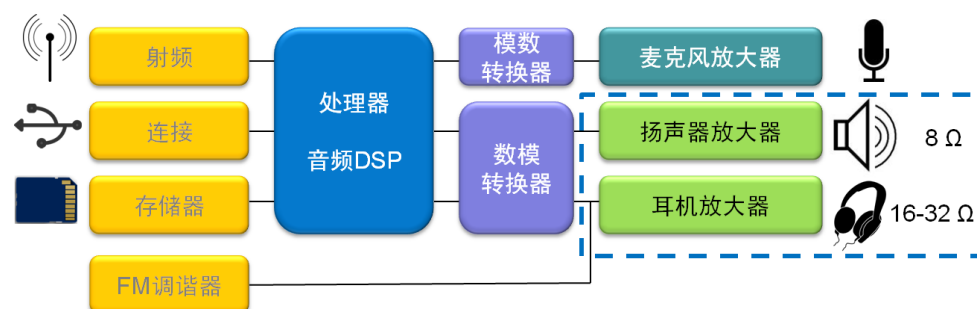 射频
模数
转换器
麦克风放大器
处理器
音频DSP
连接
数模
转换器
扬声器放大器
8 Ω
存储器
耳机放大器
16-32 Ω
FM调谐器